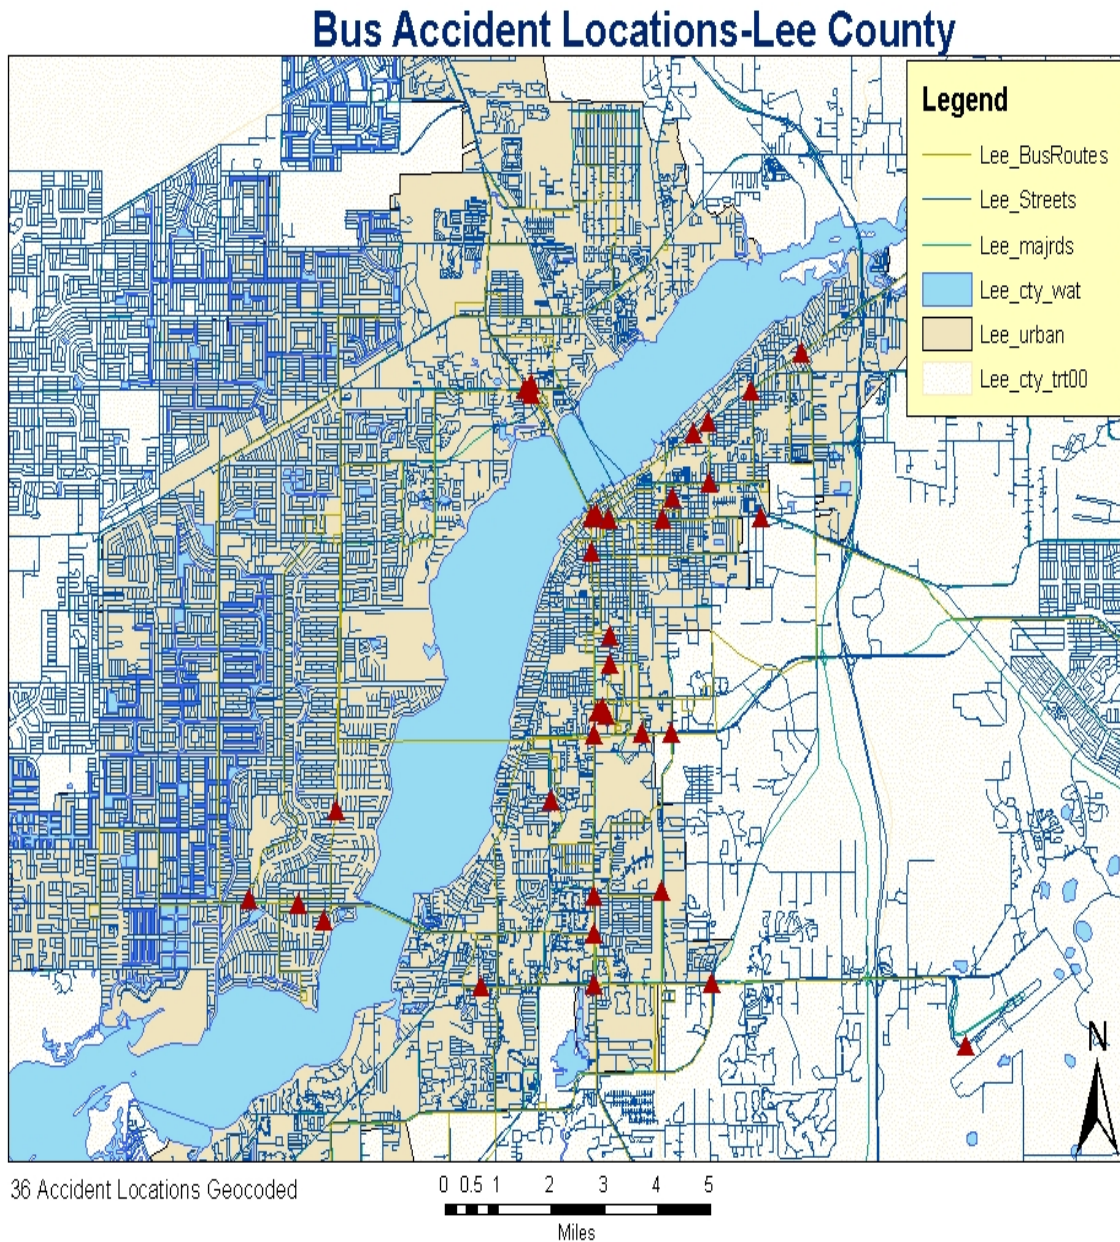 Bus Accident Locations-Lee County
Legend
Lee_BusRoutes
Lee_Streets
Lee_majrds
Lee_cty_wat
Lee_urban
Lee_cty_trt00
N
36 Accident Locations Geocoded
0 0.5 1 2 3 4 5
Miles